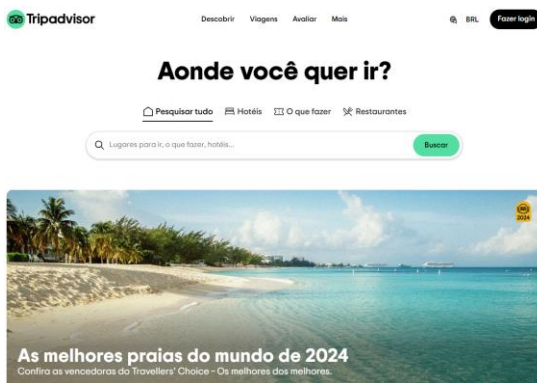 Tripadvisor
Descobrir Viagens Avaliar Mais
BRL
Fazer login
Aonde você quer ir?
Pesquisar tudo Hotéis O que fazer Restaurantes
Lugares para ir, o que fazer, hotéis...
Buscar
2024
As melhores praias do mundo de 2024
Confira as vencedoras do Travellers' Choice – Os melhores dos melhores.